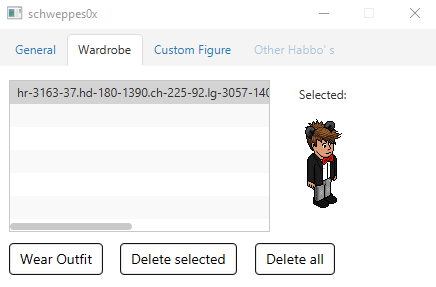 schweppes0x
General Wardrobe Custom Figure Other Habbo' s
hr-3163-37.hd-180-1390.ch-225-92.lg-3057-140
Selected:
Wear Outfit Delete selected Delete all